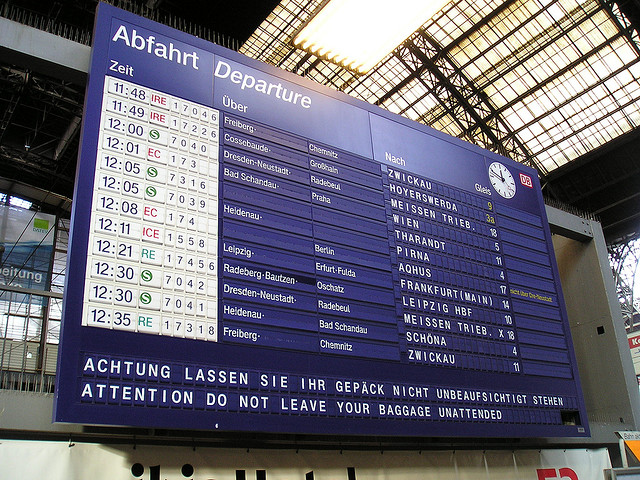 Abfahrt Departure
Zeit Über Nach Gleis DB
11:48 IRE 17046 Freiberg· Chemnitz ZWICKAU 9
11:49 IRE 17226 Cossebaude· Großhain HOYERSWERDA 3a
12:00 S 7040 Dresden-Neustadt· Radebeul MEISSEN TRIEB. 18
12:01 EC 173 Bad Schandau· Praha WIEN 5
12:05 S 7316 THARANDT 11
12:05 S 7039 Heidenau· PIRNA 4
12:08 EC 174 Berlin AQHUS 17
12:11 ICE 1558 Leipzig· Erfurt-Fulda FRANKFURT(MAIN) 14
12:21 RE 17456 Radeberg-Bautzen· Oschatz LEIPZIG HBF 10
12:30 S 7042 Dresden-Neustadt· Radebeul MEISSEN TRIEB. X 18
12:30 S 7041 Heidenau· Bad Schandau SCHÖNA 4
12:35 RE 17318 Freiberg· Chemnitz ZWICKAU 11
ACHTUNG LASSEN SIE IHR GEPÄCK NICHT UNBEAUFSICHTIGT STEHEN
ATTENTION DO NOT LEAVE YOUR BAGGAGE UNATTENDED
eitung